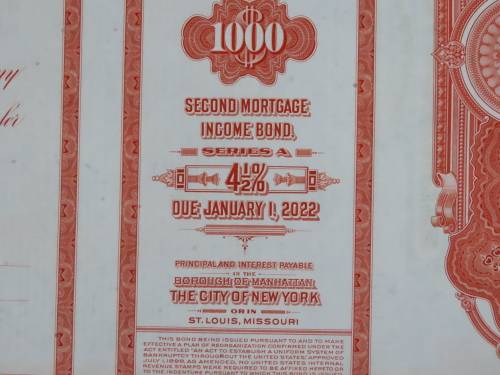 1000
SECOND MORTGAGE
INCOME BOND,
SERIES A
4½%
DUE JANUARY 1, 2022
PRINCIPAL AND INTEREST PAYABLE
IN THE
BOROUGH OF MANHATTAN
THE CITY OF NEW YORK
OR IN
ST. LOUIS, MISSOURI
THIS BOND BEING ISSUED PURSUANT TO AND TO MAKE
EFFECTIVE A PLAN OF REORGANIZATION CONFIRMED UNDER THE
ACT ENTITLED "AN ACT TO ESTABLISH A UNIFORM SYSTEM OF
BANKRUPTCY THROUGHOUT THE UNITED STATES," APPROVED
JULY 1, 1898, AS AMENDED, NO UNITED STATES INTERNAL
REVENUE STAMPS WERE REQUIRED TO BE AFFIXED HERETO OR